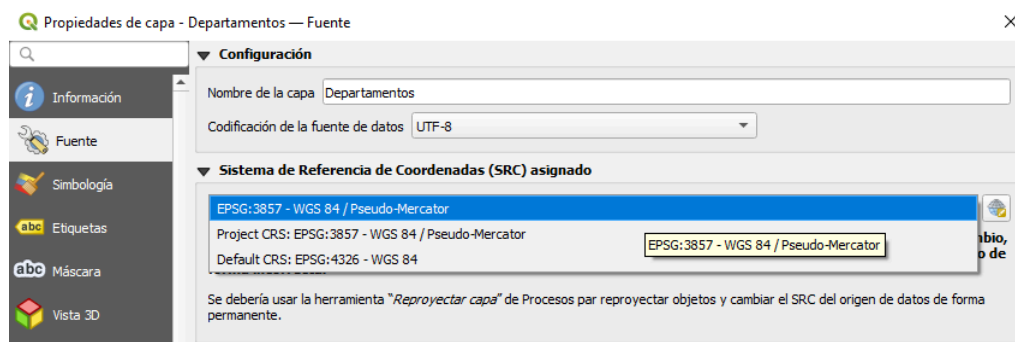 Propiedades de capa - Departamentos — Fuente
Configuración
Información
Nombre de la capa Departamentos
Codificación de la fuente de datos UTF-8
Fuente
Sistema de Referencia de Coordenadas (SRC) asignado
Simbología
EPSG:3857 - WGS 84 / Pseudo-Mercator
abc Etiquetas
Project CRS: EPSG:3857 - WGS 84 / Pseudo-Mercator
EPSG:3857 - WGS 84 / Pseudo-Mercator
Default CRS: EPSG:4326 - WGS 84
o de
abc Máscara
Se debería usar la herramienta "Reproyectar capa" de Procesos par reproyectar objetos y cambiar el SRC del origen de datos de forma
permanente.
Vista 3D